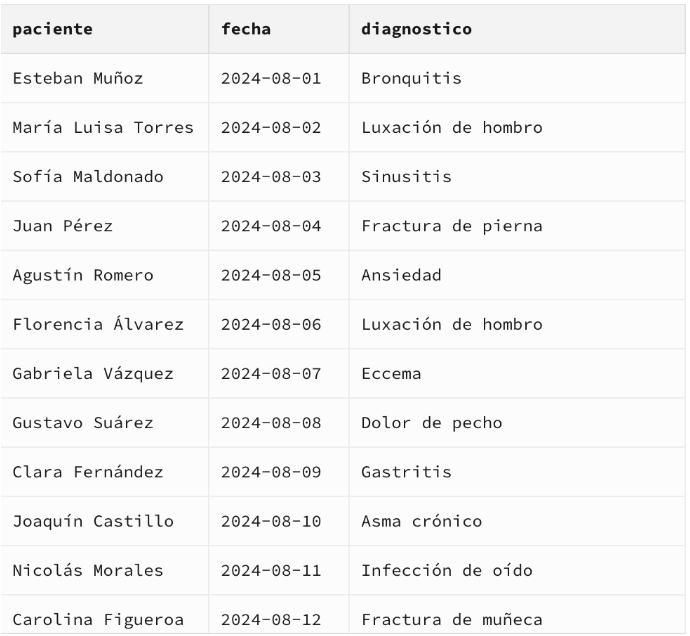 paciente fecha diagnostico
Esteban Muñoz 2024-08-01 Bronquitis
María Luisa Torres 2024-08-02 Luxación de hombro
Sofía Maldonado 2024-08-03 Sinusitis
Juan Pérez 2024-08-04 Fractura de pierna
Agustín Romero 2024-08-05 Ansiedad
Florencia Álvarez 2024-08-06 Luxación de hombro
Gabriela Vázquez 2024-08-07 Eccema
Gustavo Suárez 2024-08-08 Dolor de pecho
Clara Fernández 2024-08-09 Gastritis
Joaquín Castillo 2024-08-10 Asma crónico
Nicolás Morales 2024-08-11 Infección de oído
Carolina Figueroa 2024-08-12 Fractura de muñeca